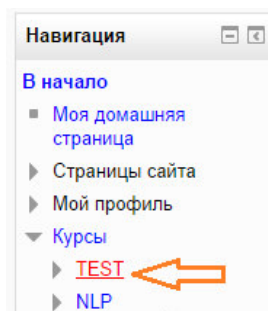 Навигация
В начало
Моя домашняя
страница
Страницы сайта
Мой профиль
Курсы
TEST
NLP